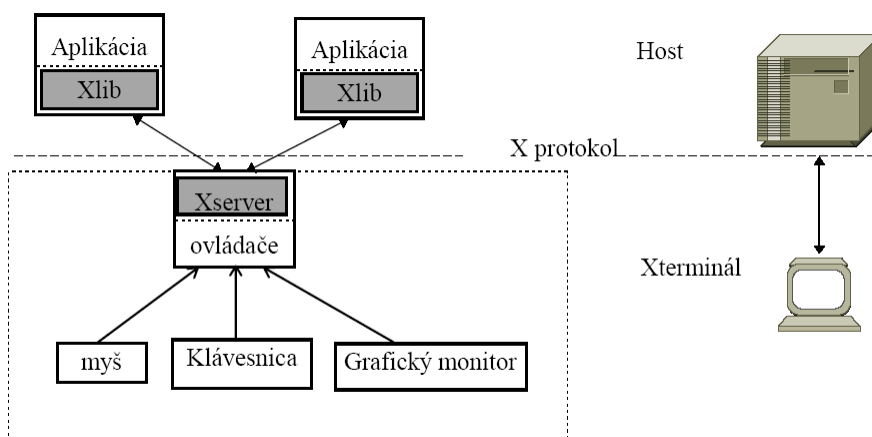 Aplikácia
Xlib
Aplikácia
Xlib
Host
X protokol
Xserver
ovládače
Xterminál
myš
Klávesnica
Grafický monitor